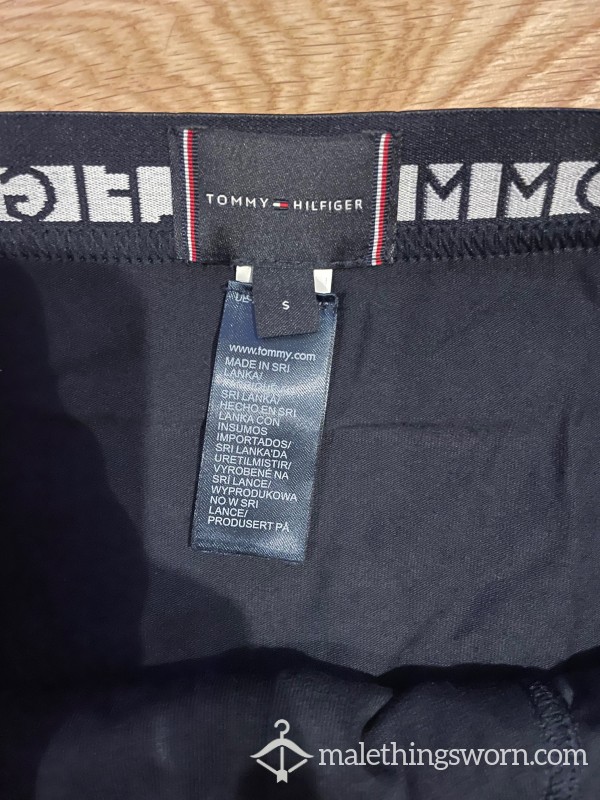 MM
TOMMY HILFIGER
S
www.tommy.com
MADE IN SRI
LANKA/
SRI LANKA/
HECHO EN SRI
LANKA CON
INSUMOS
IMPORTADOS/
SRI LANKA'DA
URETILMISTIR/
VYROBENÉ NA
SRÍ LANCE/
WYPRODUKOWA
NO W SRI
LANCE/
PRODUSERT PÅ
malethingsworn.com